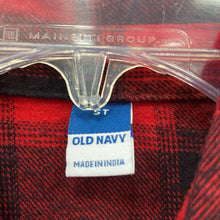 MAINETTI GROUP
ST
OLD NAVY
MADE IN INDIA